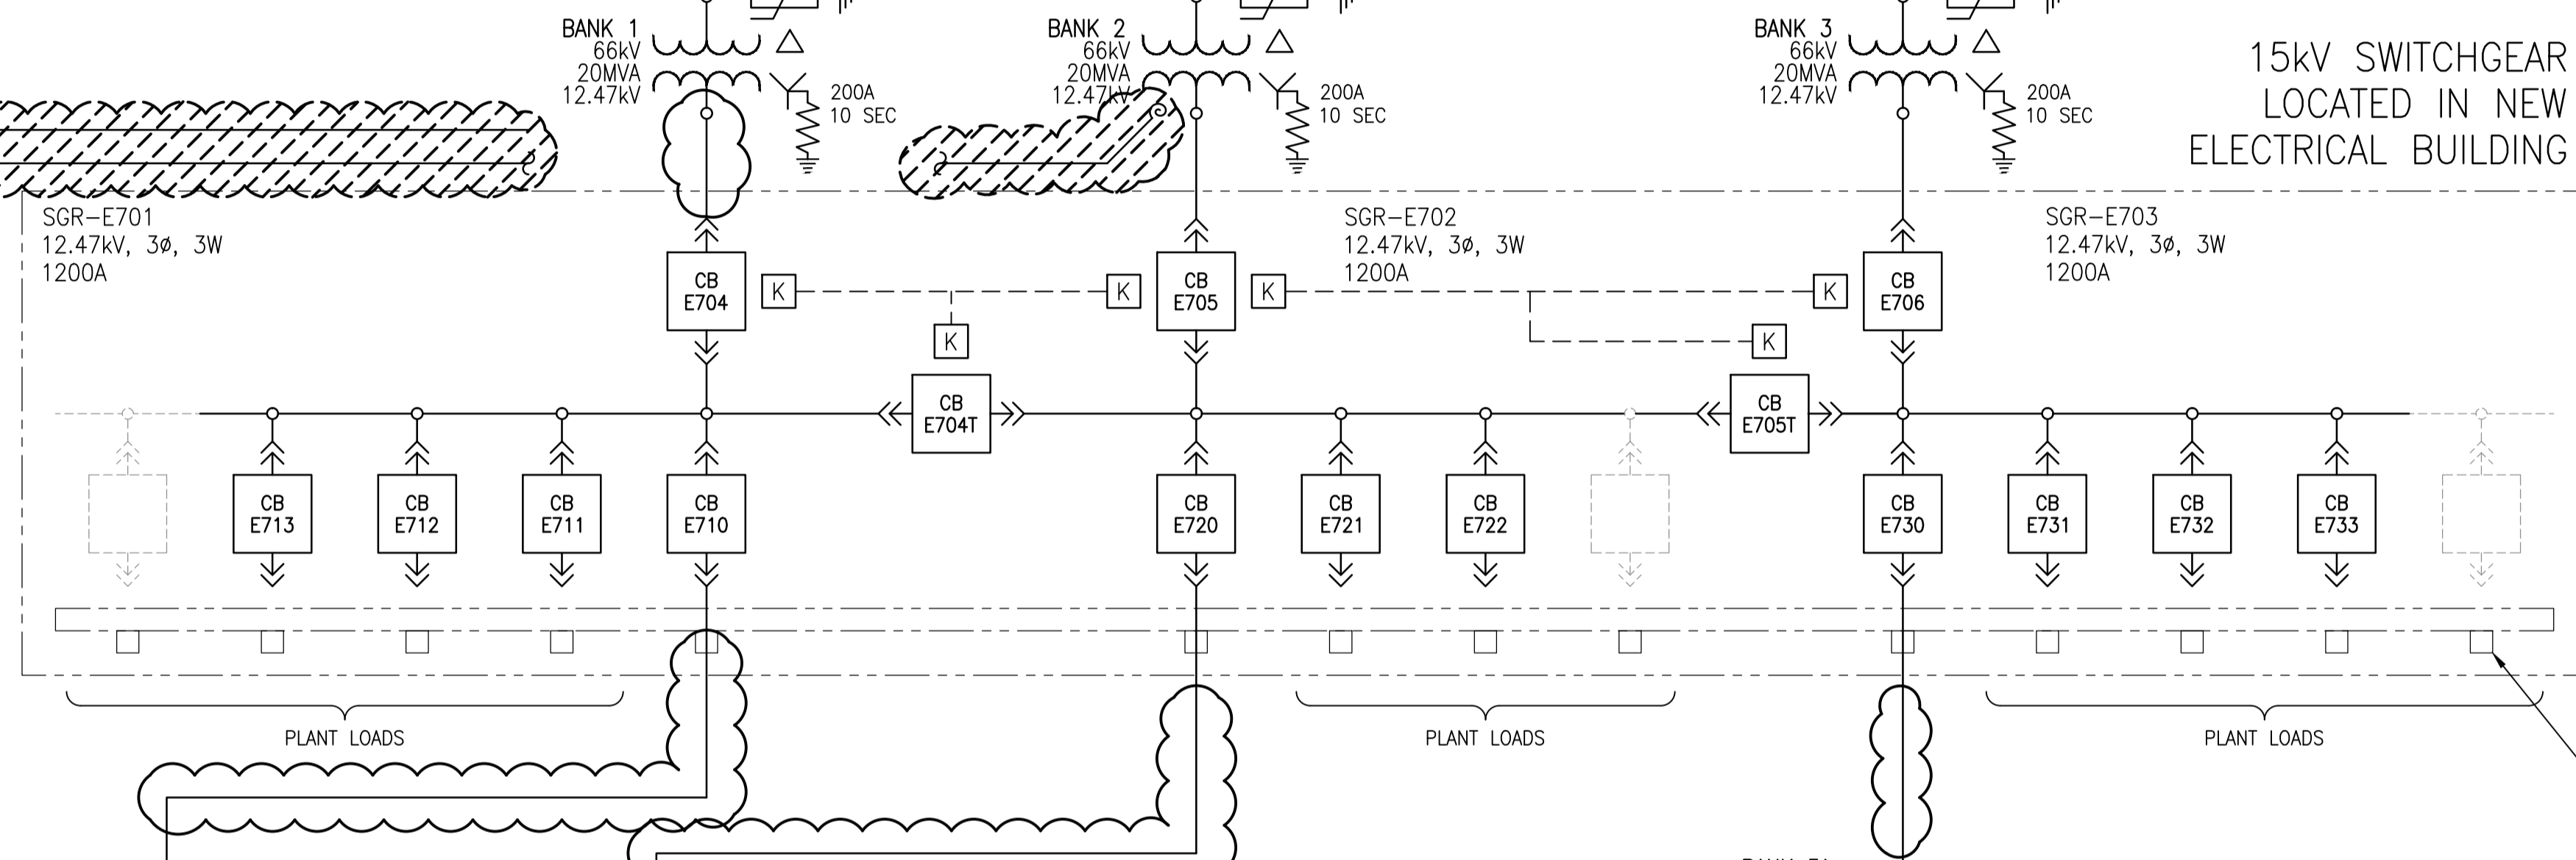 BANK 1
66kV
20MVA
12.47kV
200A
10 SEC
BANK 2
66kV
20MVA
12.47kV
200A
10 SEC
BANK 3
66kV
20MVA
12.47kV
200A
10 SEC
15kV SWITCHGEAR
LOCATED IN NEW
ELECTRICAL BUILDING
SGR-E701
12.47kV, 3ø, 3W
1200A
SGR-E702
12.47kV, 3ø, 3W
1200A
SGR-E703
12.47kV, 3ø, 3W
1200A
CB
E704
K
K
K
CB
E705
K
K
K
CB
E706
CB
E704T
CB
E705T
CB
E713
CB
E712
CB
E711
CB
E710
CB
E720
CB
E721
CB
E722
CB
E730
CB
E731
CB
E732
CB
E733
PLANT LOADS
PLANT LOADS
PLANT LOADS